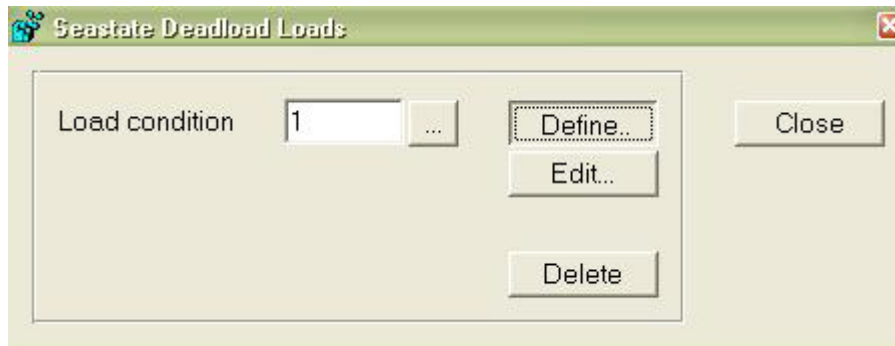 Seastate Deadload Loads
Load condition 1 ... Define.. Close
Edit...
Delete